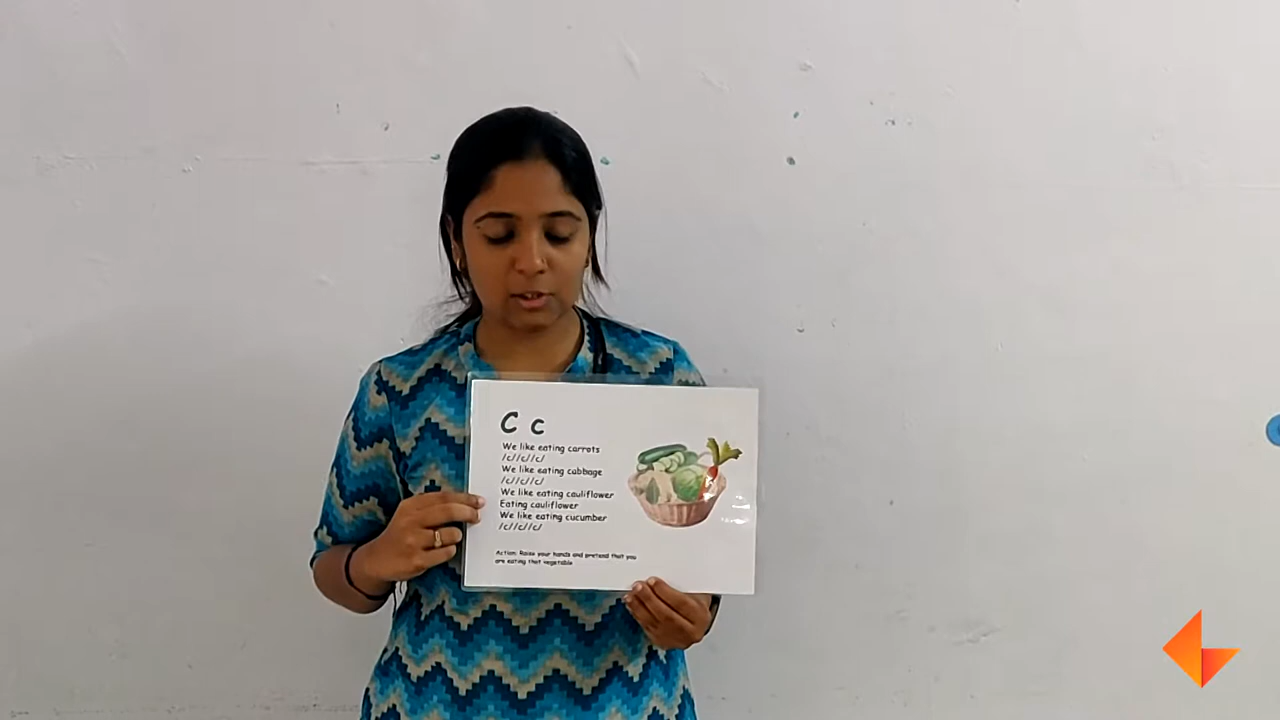 C c
We like eating carrots
/c/c/c/
We like eating cabbage
/c/c/c/
We like eating cauliflower
Eating cauliflower
We like eating cucumber
/c/c/c/
Action: Raise your hands and pretend that you
are eating that vegetable